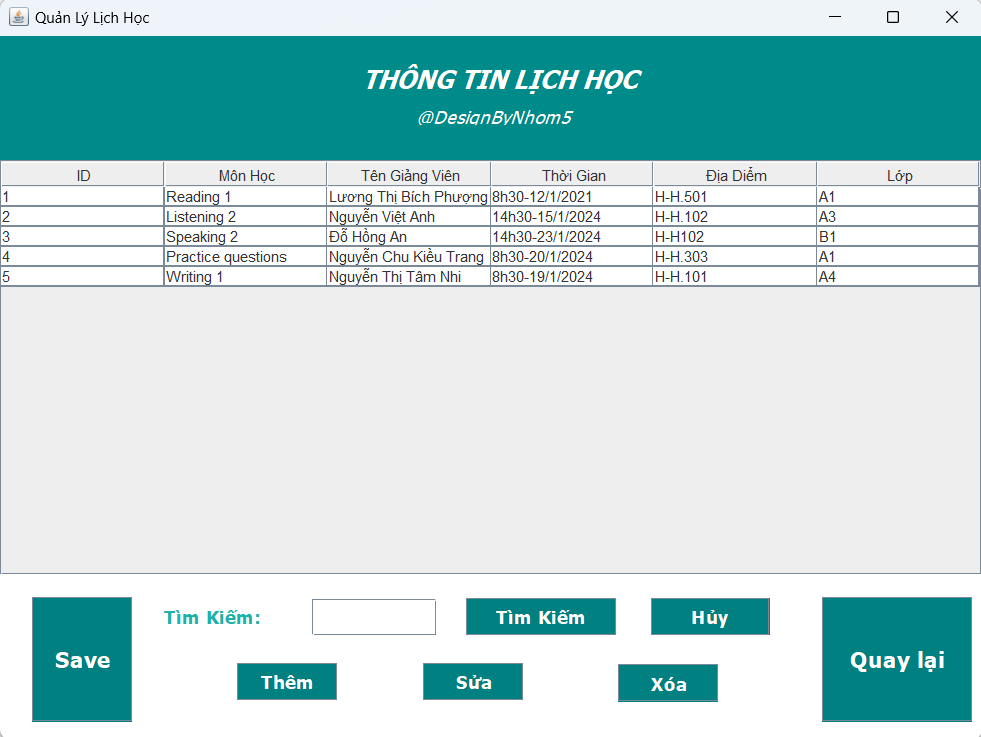 Quản Lý Lịch Học
THÔNG TIN LỊCH HỌC
@DesignByNhom5
ID Môn Học Tên Giảng Viên Thời Gian Địa Diểm Lớp
1 Reading 1 Lương Thị Bích Phượng 8h30-12/1/2021 H-H.501 A1
2 Listening 2 Nguyễn Việt Anh 14h30-15/1/2024 H-H.102 A3
3 Speaking 2 Đỗ Hồng An 14h30-23/1/2024 H-H102 B1
4 Practice questions Nguyễn Chu Kiều Trang 8h30-20/1/2024 H-H.303 A1
5 Writing 1 Nguyễn Thị Tâm Nhi 8h30-19/1/2024 H-H.101 A4
Save Tìm Kiếm: Tìm Kiếm Hủy Quay lại
Thêm Sửa Xóa